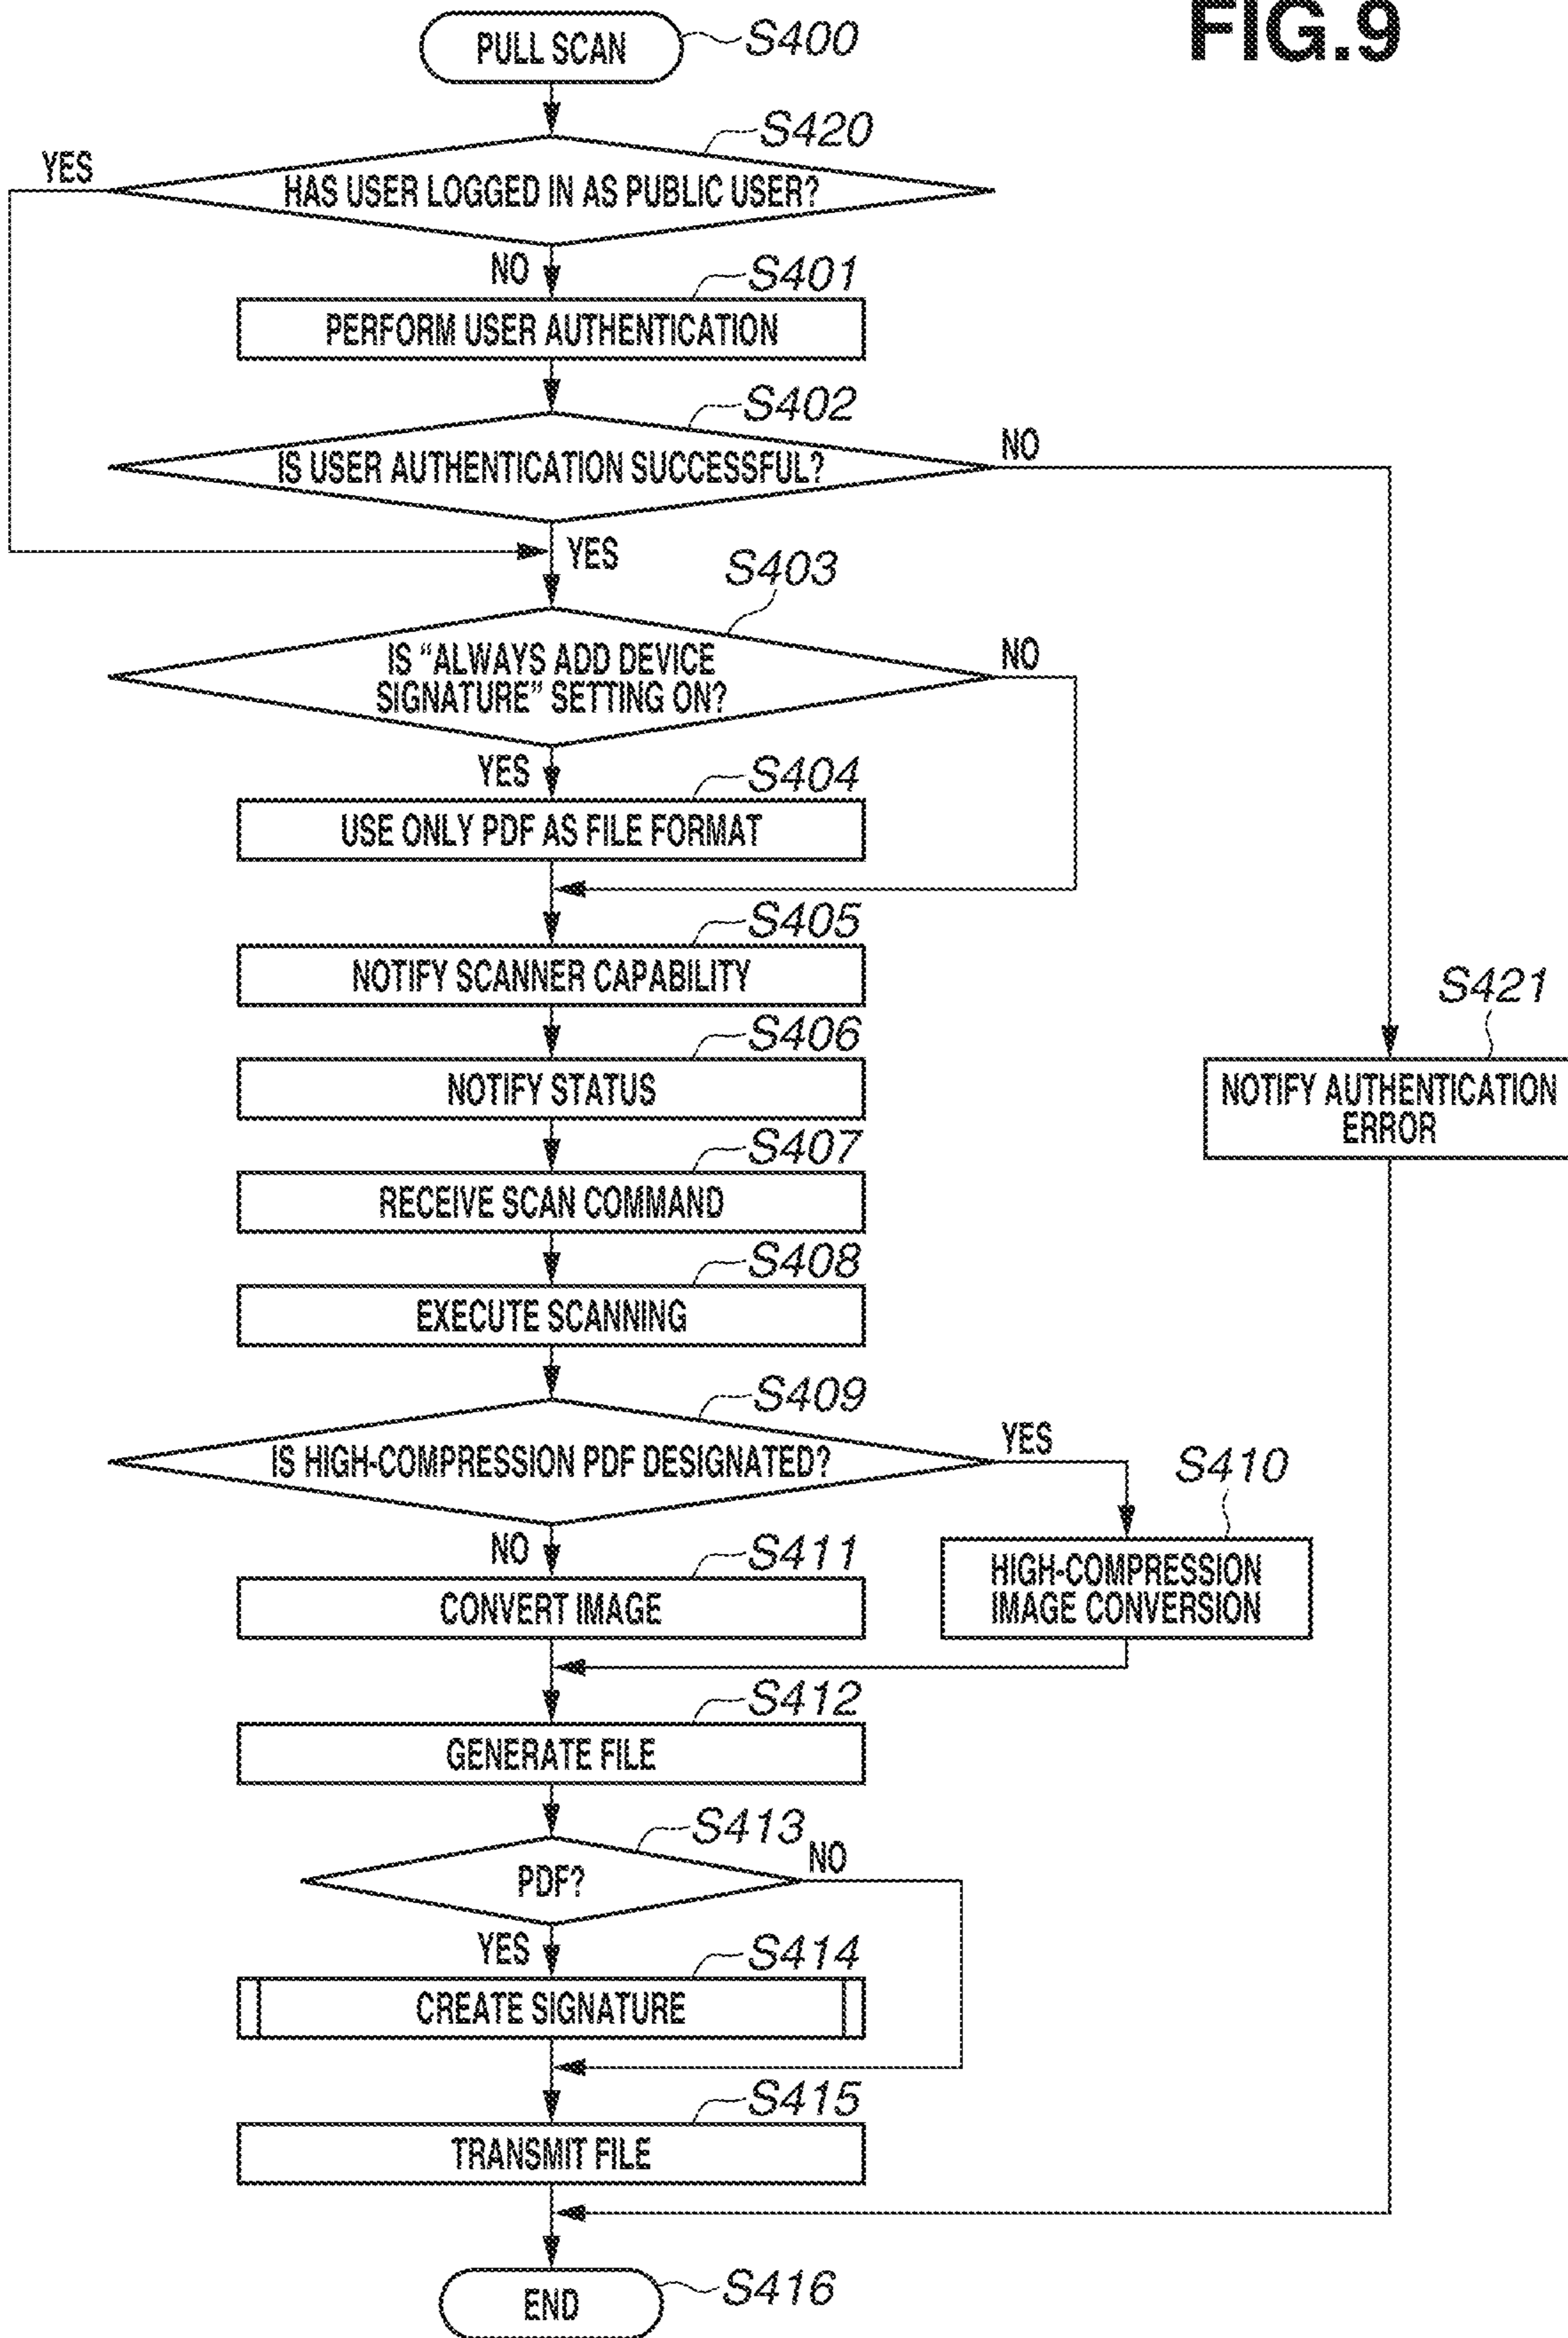 FIG.9
PULL SCAN
S400
S420
YES
HAS USER LOGGED IN AS PUBLIC USER?
NO
S401
PERFORM USER AUTHENTICATION
S402
IS USER AUTHENTICATION SUCCESSFUL?
NO
YES
S403
IS “ALWAYS ADD DEVICE
SIGNATURE” SETTING ON?
NO
YES
S404
USE ONLY PDF AS FILE FORMAT
S405
NOTIFY SCANNER CAPABILITY
S406
NOTIFY STATUS
S421
NOTIFY AUTHENTICATION
ERROR
S407
RECEIVE SCAN COMMAND
S408
EXECUTE SCANNING
S409
IS HIGH-COMPRESSION PDF DESIGNATED?
YES
S410
HIGH-COMPRESSION
IMAGE CONVERSION
NO
S411
CONVERT IMAGE
S412
GENERATE FILE
S413
PDF?
NO
YES
S414
CREATE SIGNATURE
S415
TRANSMIT FILE
END
S416